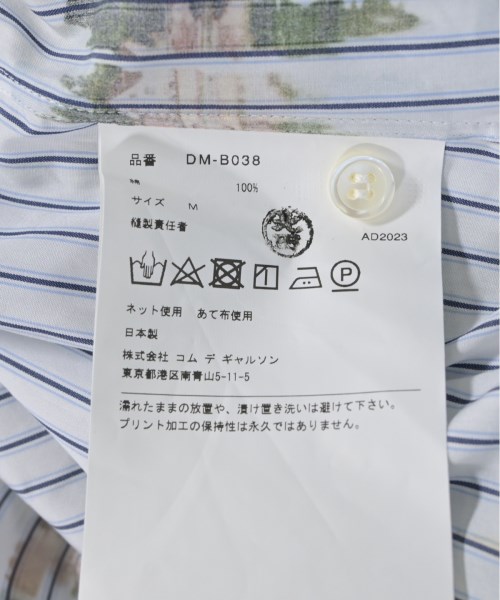 品番 DM-B038
綿 100%
サイズ M
縫製責任者
AD2023
P
ネット使用 あて布使用
日本製
株式会社 コム デ ギャルソン
東京都港区南青山5-11-5
濡れたままの放置や、漬け置き洗いは避けて下さい。
プリント加工の保持性は永久ではありません。